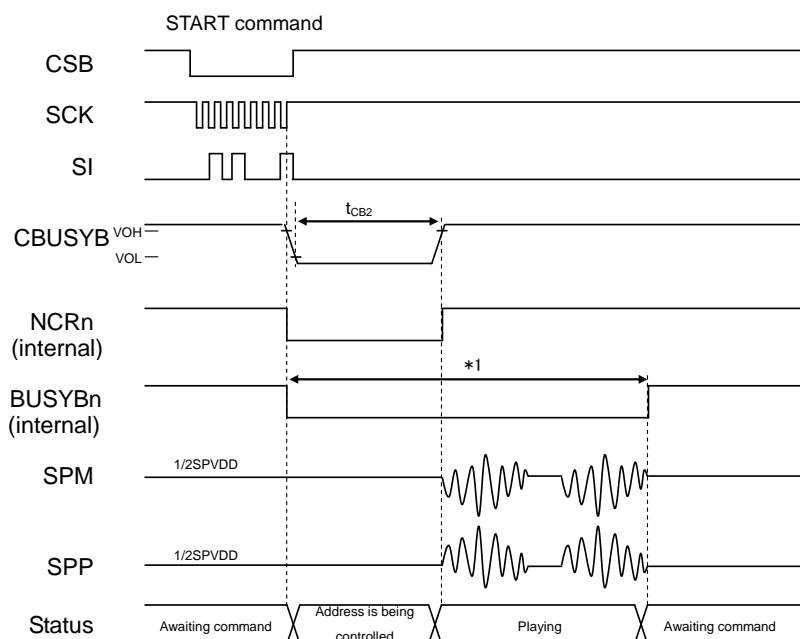 START command
CSB
SCK
SI
tCB2
CBUSYB
VOH
VOL
NCRn
(internal)
*1
BUSYBn
(internal)
SPM
1/2SPVDD
SPP
1/2SPVDD
Status
Awaiting command
Address is being
controlled
Playing
Awaiting command